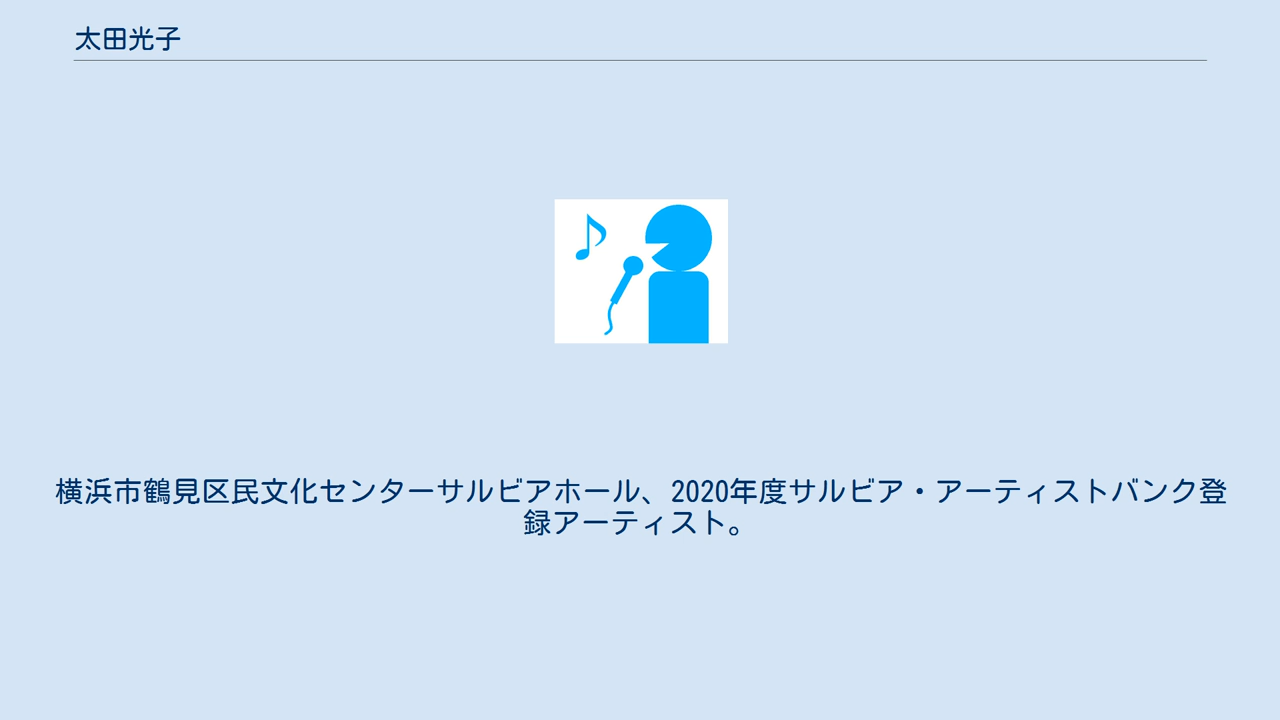 太田光子
横浜市鶴見区民文化センターサルビアホール、2020年度サルビア・アーティストバンク登
録アーティスト。